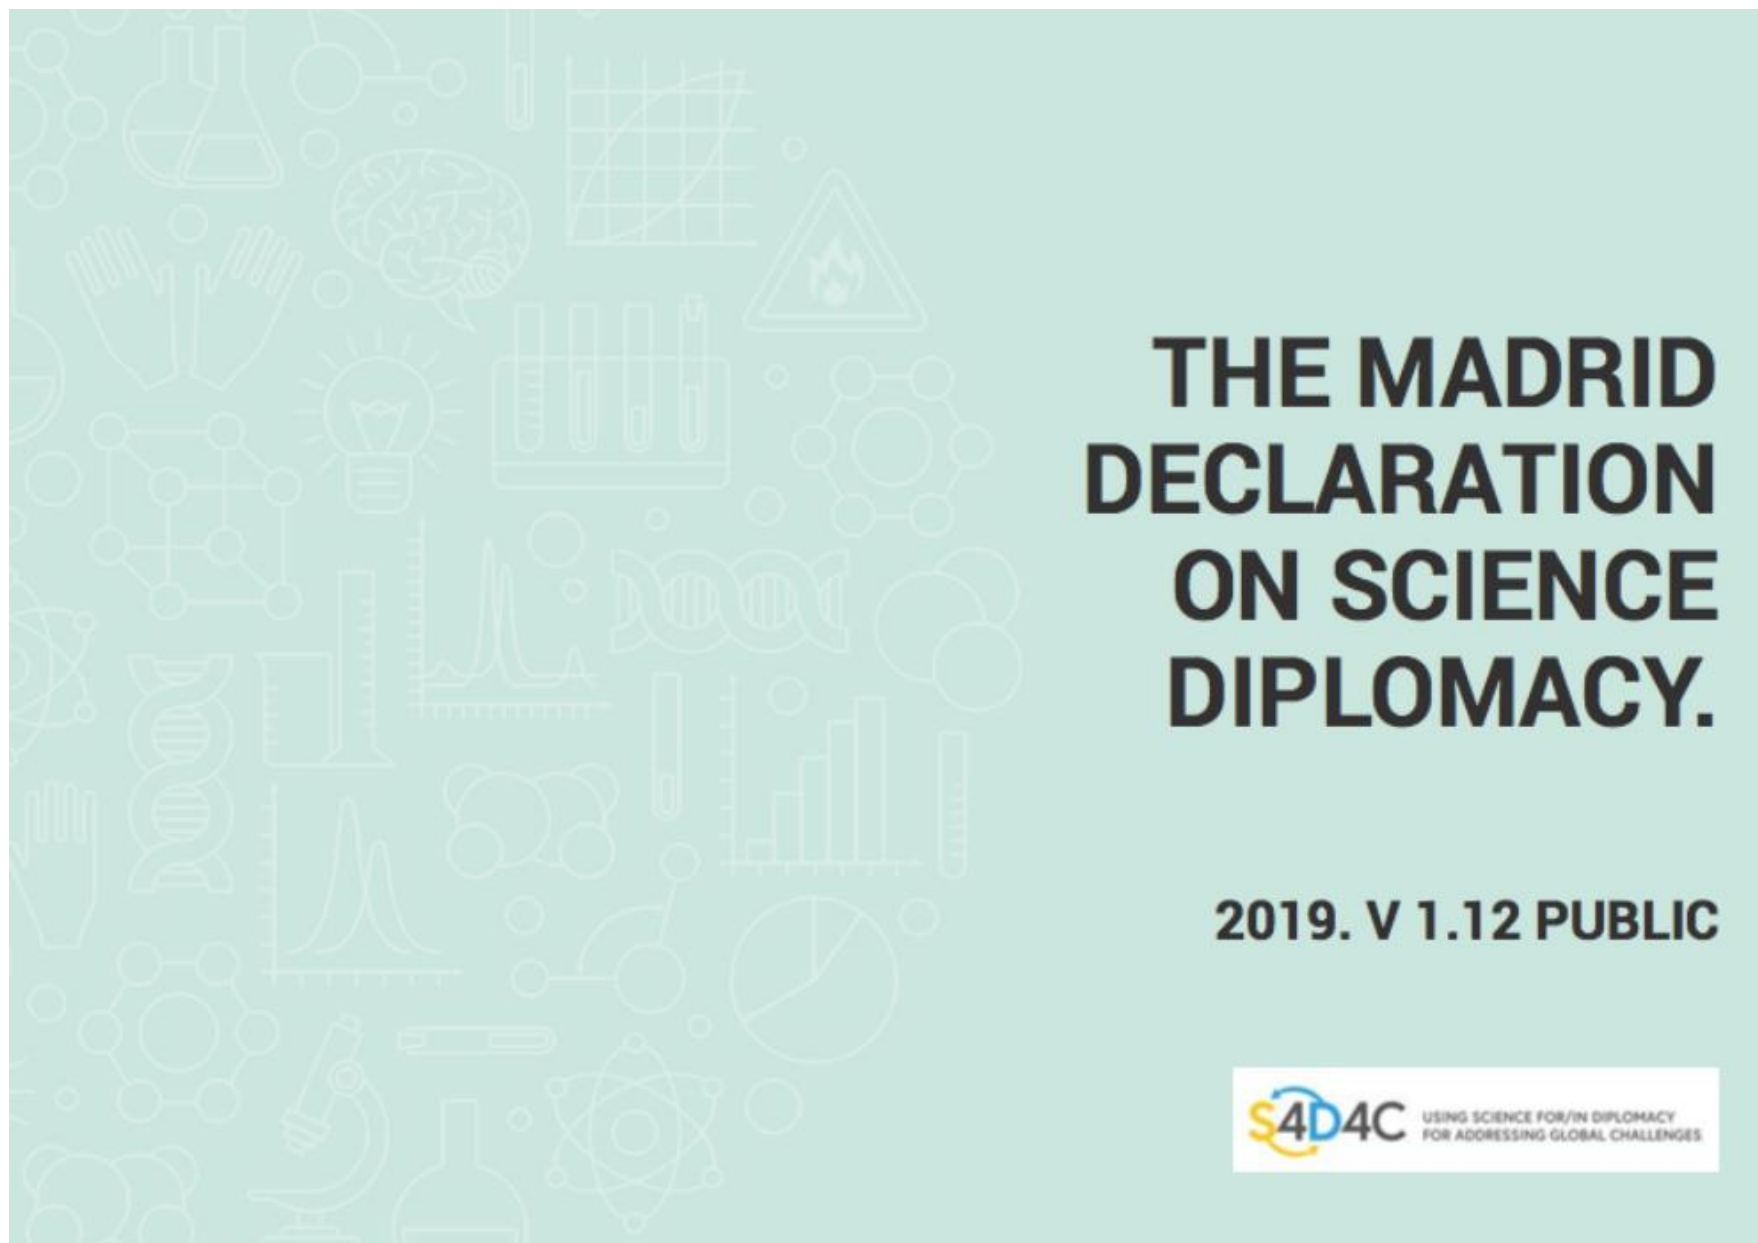 THE MADRID
DECLARATION
ON SCIENCE
DIPLOMACY.
2019. V 1.12 PUBLIC
S4D4C
USING SCIENCE FOR/IN DIPLOMACY
FOR ADDRESSING GLOBAL CHALLENGES